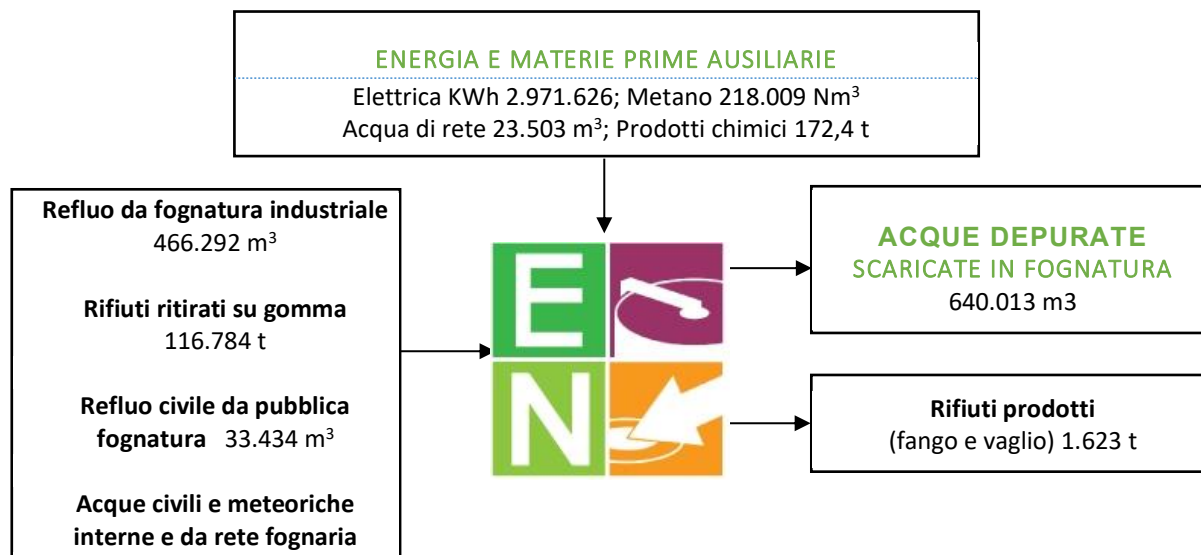 ENERGIA E MATERIE PRIME AUSILIARIE
Elettrica KWh 2.971.626; Metano 218.009 Nm³
Acqua di rete 23.503 m³; Prodotti chimici 172,4 t
Refluo da fognatura industriale
466.292 m³
Rifiuti ritirati su gomma
116.784 t
Refluo civile da pubblica
fognatura 33.434 m³
Acque civili e meteoriche
interne e da rete fognaria
E
N
ACQUE DEPURATE
SCARICATE IN FOGNATURA
640.013 m3
Rifiuti prodotti
(fango e vaglio) 1.623 t